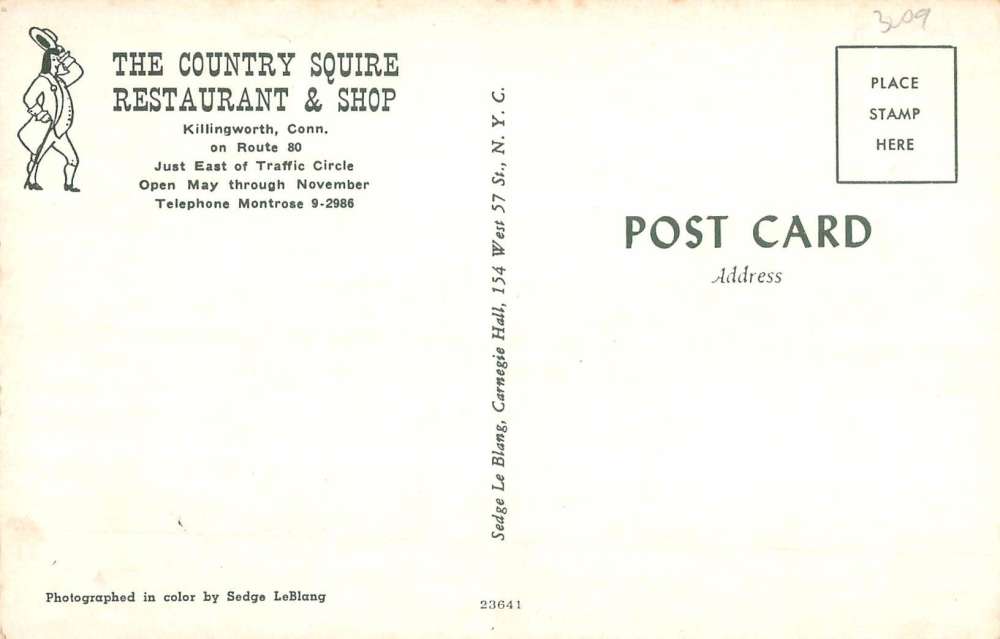 THE COUNTRY SQUIRE
RESTAURANT & SHOP
Killingworth, Conn.
on Route 80
Just East of Traffic Circle
Open May through November
Telephone Montrose 9-2986
Photographed in color by Sedge LeBlang
Sedge Le Blang, Carnegie Hall, 154 West 57 St., N. Y. C.
23641
3209
PLACE
STAMP
HERE
POST CARD
Address